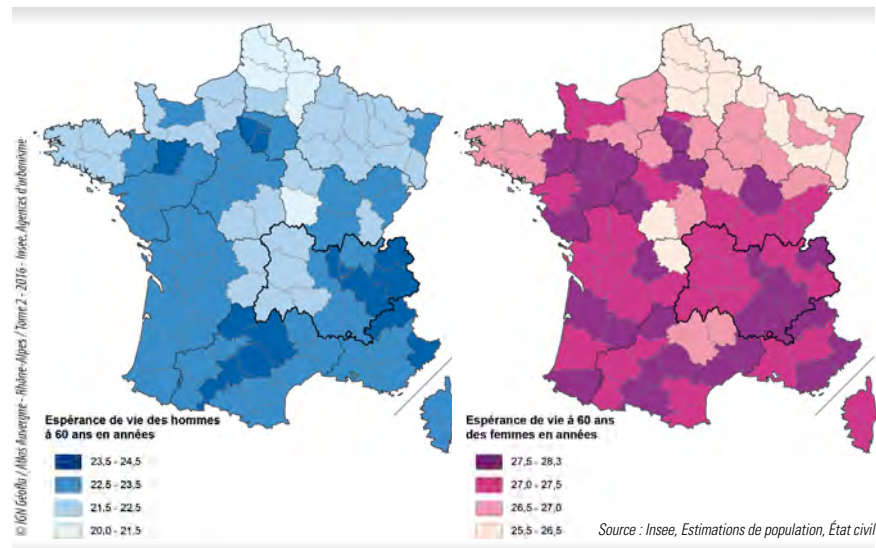 © IGN Géofla / Atlas Auvergne - Rhône-Alpes / Tome 2 - 2016 - Insee, Agences d'urbanisme
Espérance de vie des hommes
à 60 ans en années
23,5 - 24,5
22,5 - 23,5
21,5 - 22,5
20,0 - 21,5
Espérance de vie à 60 ans
des femmes en années
27,5 - 28,3
27,0 - 27,5
26,5 - 27,0
25,5 - 26,5
Source : Insee, Estimations de population, État civil